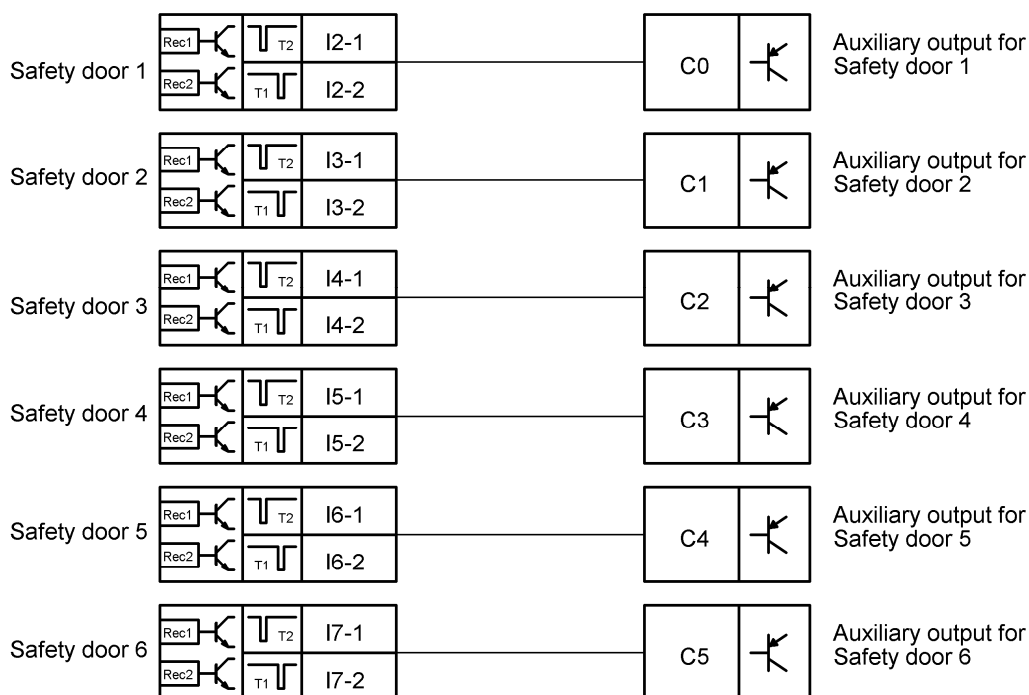 Safety door 1
Rec1
T2
I2-1
Rec2
T1
I2-2
C0
Auxiliary output for
Safety door 1
Safety door 2
Rec1
T2
I3-1
Rec2
T1
I3-2
C1
Auxiliary output for
Safety door 2
Safety door 3
Rec1
T2
I4-1
Rec2
T1
I4-2
C2
Auxiliary output for
Safety door 3
Safety door 4
Rec1
T2
I5-1
Rec2
T1
I5-2
C3
Auxiliary output for
Safety door 4
Safety door 5
Rec1
T2
I6-1
Rec2
T1
I6-2
C4
Auxiliary output for
Safety door 5
Safety door 6
Rec1
T2
I7-1
Rec2
T1
I7-2
C5
Auxiliary output for
Safety door 6